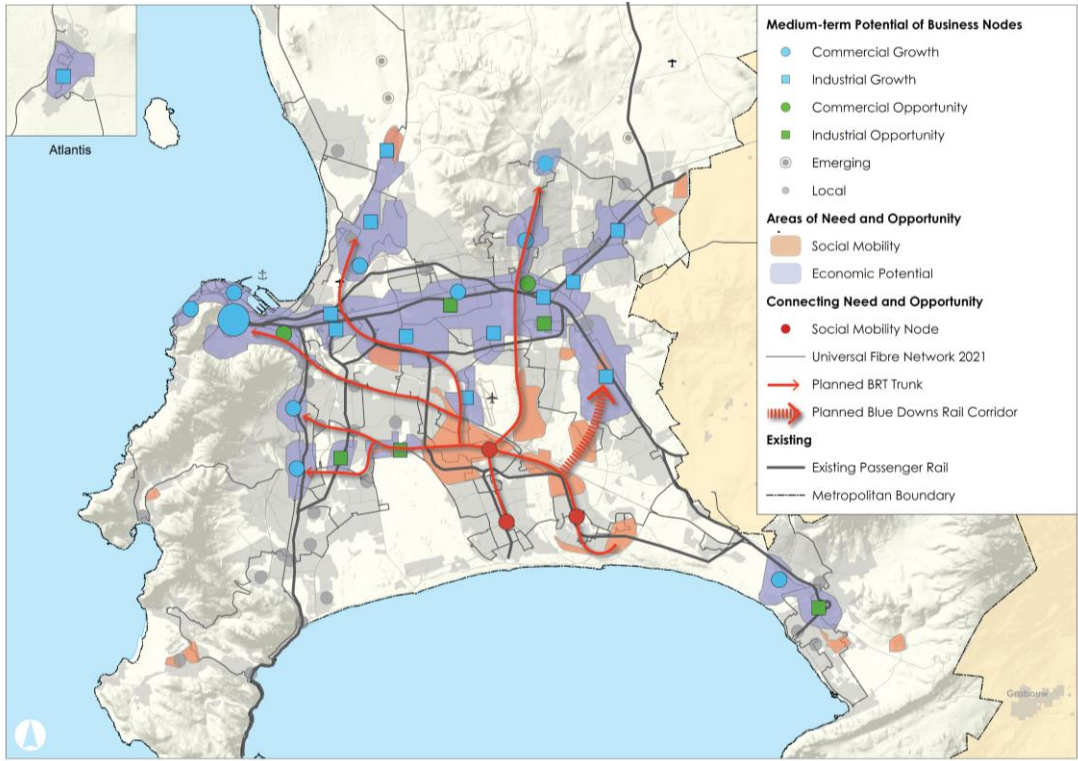 Atlantis
Medium-term Potential of Business Nodes
Commercial Growth
Industrial Growth
Commercial Opportunity
Industrial Opportunity
Emerging
Local
Areas of Need and Opportunity
Social Mobility
Economic Potential
Connecting Need and Opportunity
Social Mobility Node
Universal Fibre Network 2021
Planned BRT Trunk
Planned Blue Downs Rail Corridor
Existing
Existing Passenger Rail
Metropolitan Boundary
Grabouw